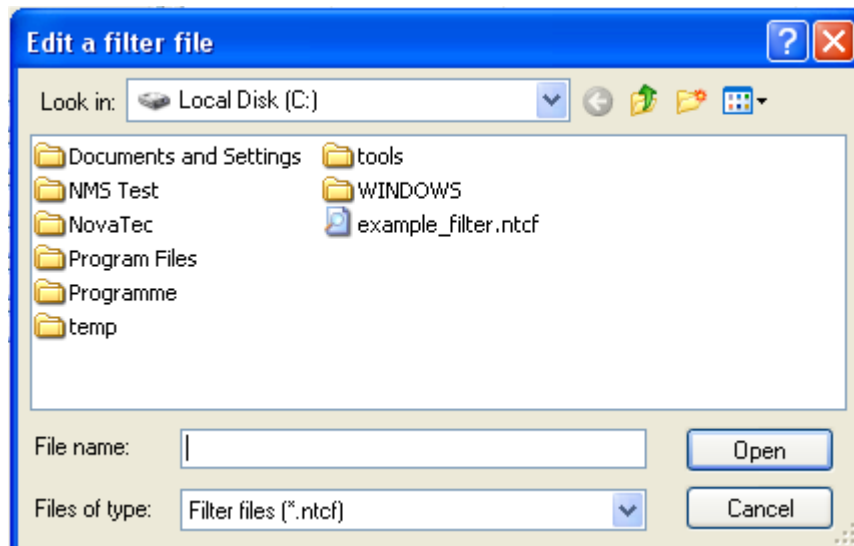 Edit a filter file
Look in: Local Disk (C:)
Documents and Settings tools
NMS Test WINDOWS
NovaTec example_filter.ntcf
Program Files
Programme
temp
File name: Open
Files of type: Filter files (*.ntcf) Cancel